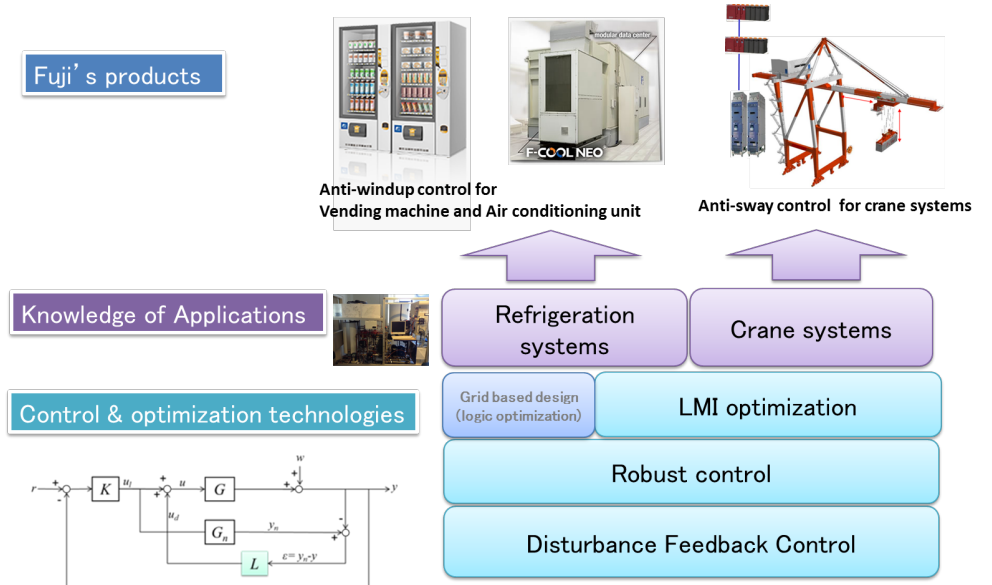 Fuji's products
modular data center
F-COOL NEO
Anti-windup control for
Vending machine and Air conditioning unit
Anti-sway control for crane systems
Knowledge of Applications
Refrigeration
systems
Crane systems
Control & optimization technologies
Grid based design
(logic optimization)
LMI optimization
Robust control
Disturbance Feedback Control
w
+
+
r
+
-
K
u_l
+
+
u
G
+
y
u_d
G_n
y_n
-
+
L
ε= y_n-y